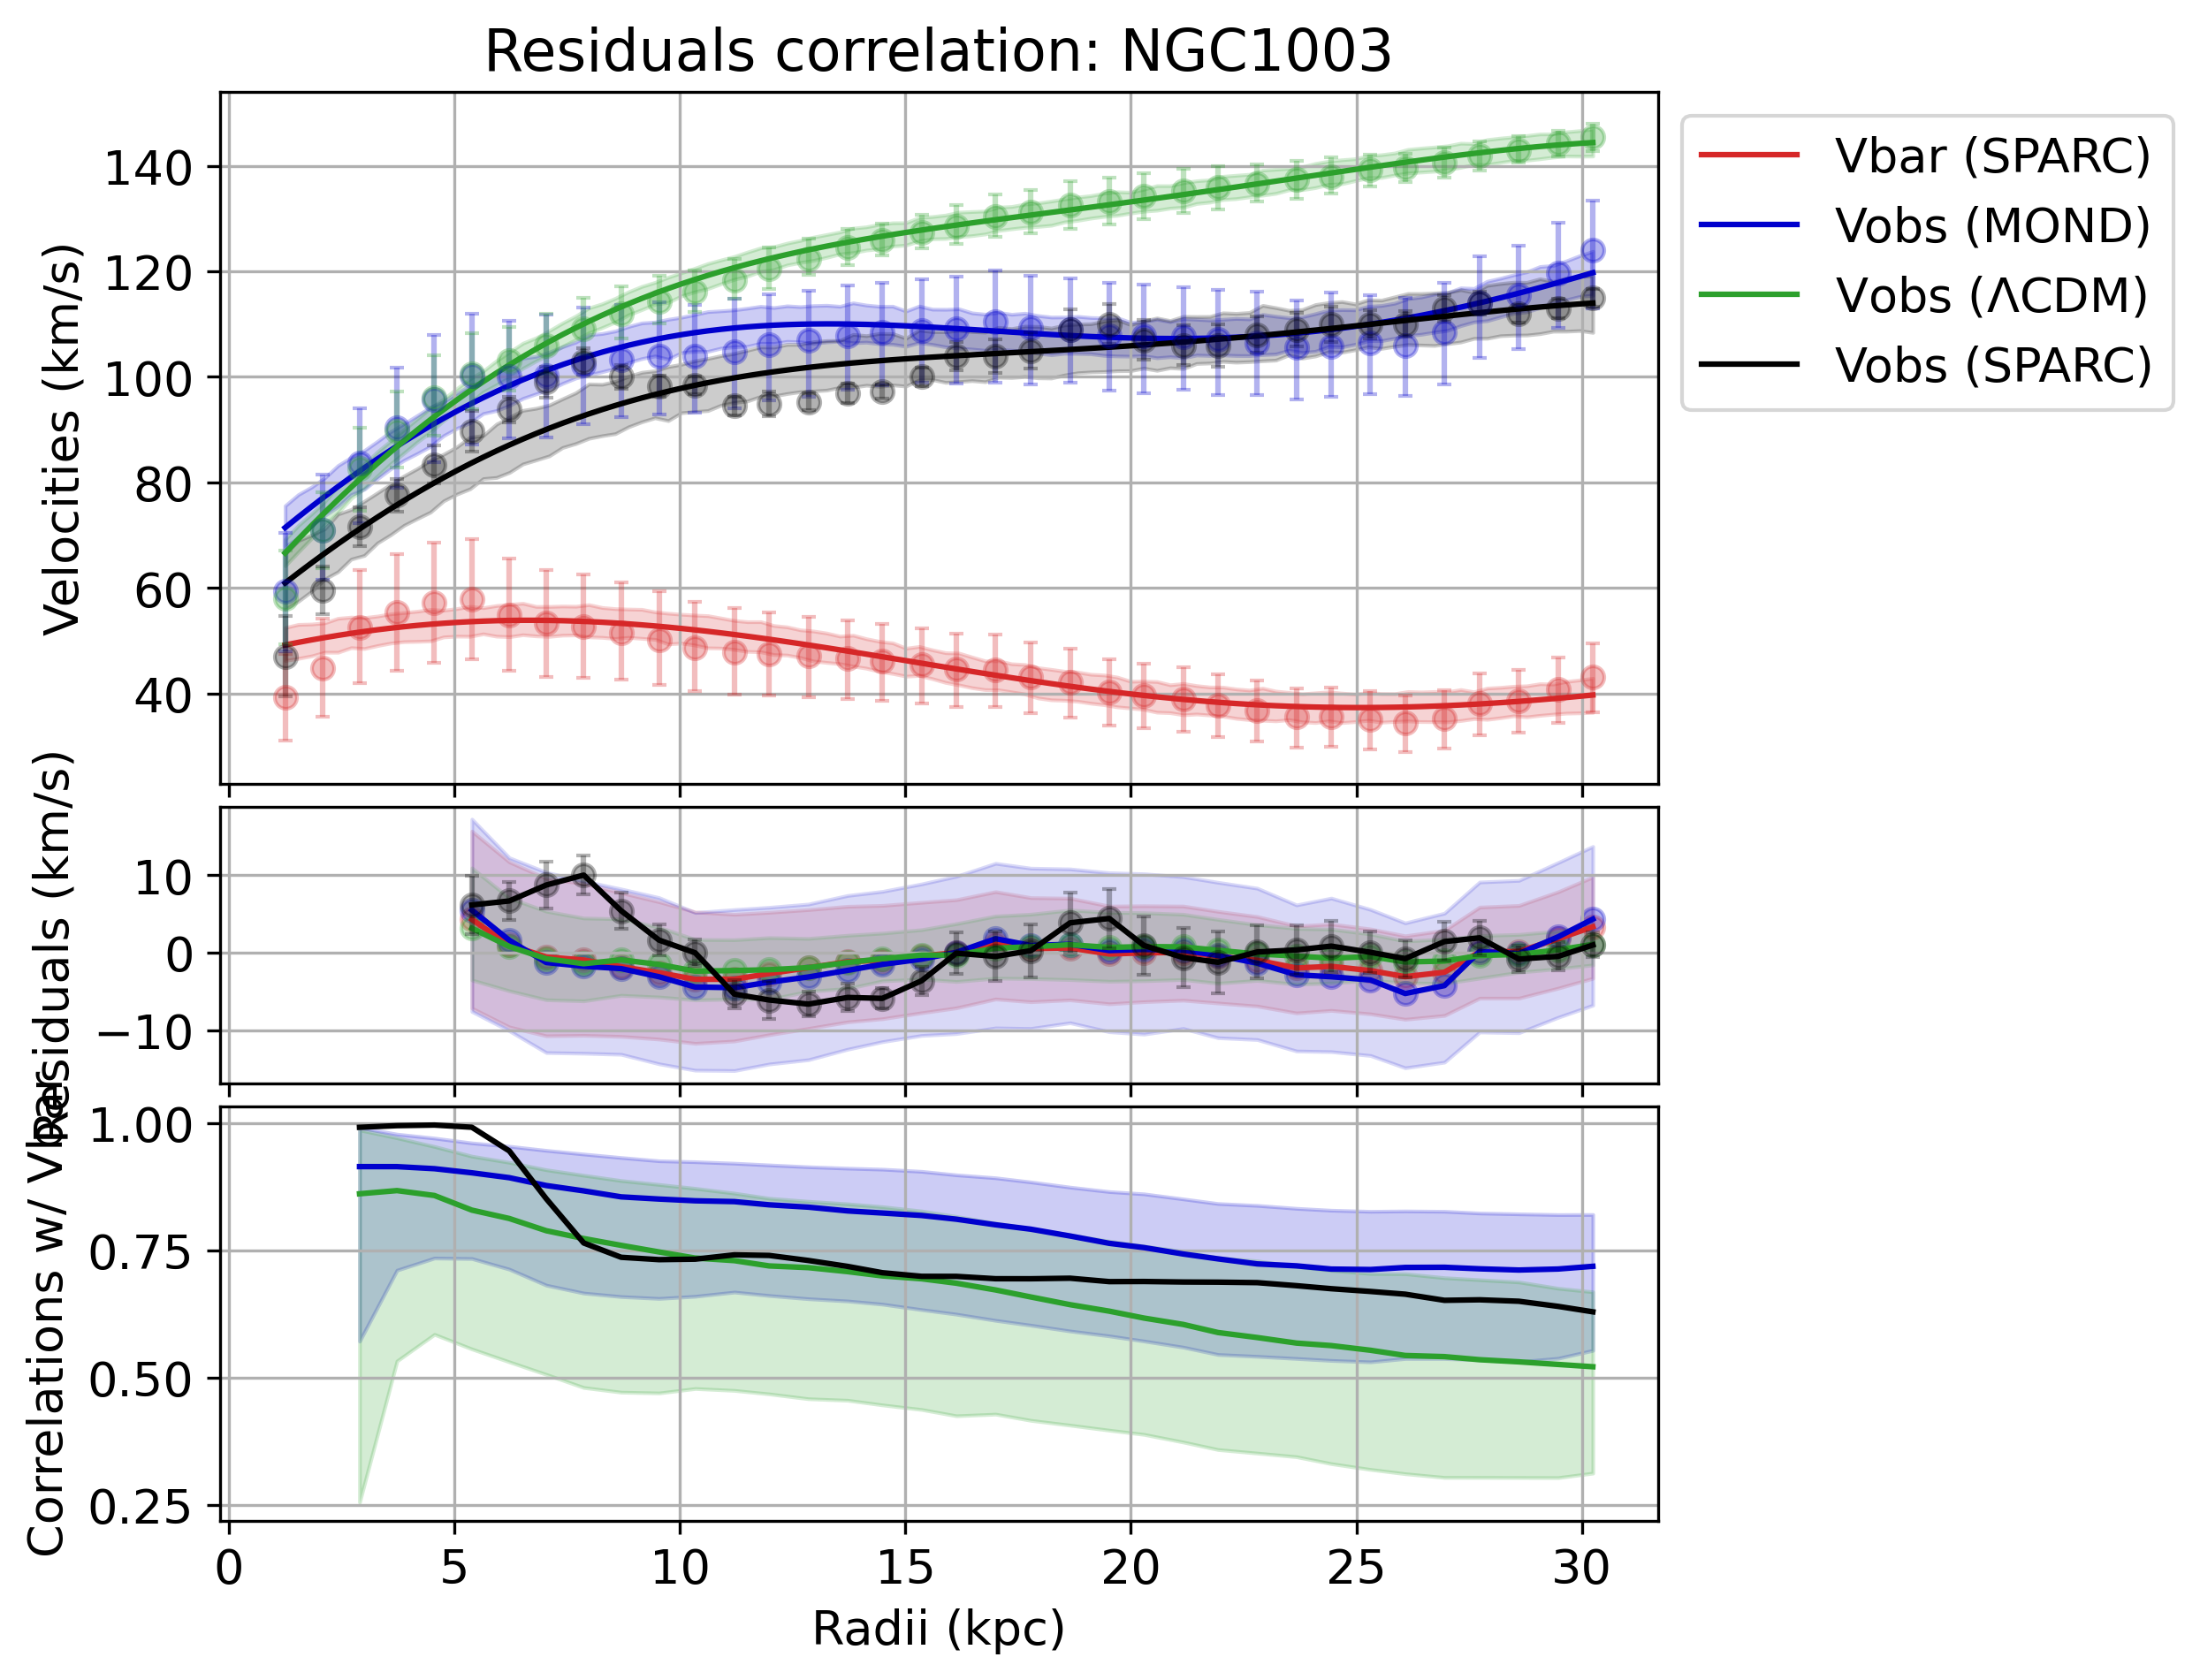 Residuals correlation: NGC1003
Velocities (km/s)
140
120
100
80
60
40
Vbar (SPARC)
Vobs (MOND)
Vobs (ΛCDM)
Vobs (SPARC)
Residuals (km/s)
10
0
−10
Correlations w/ Vbar
1.00
0.75
0.50
0.25
0 5 10 15 20 25 30
Radii (kpc)